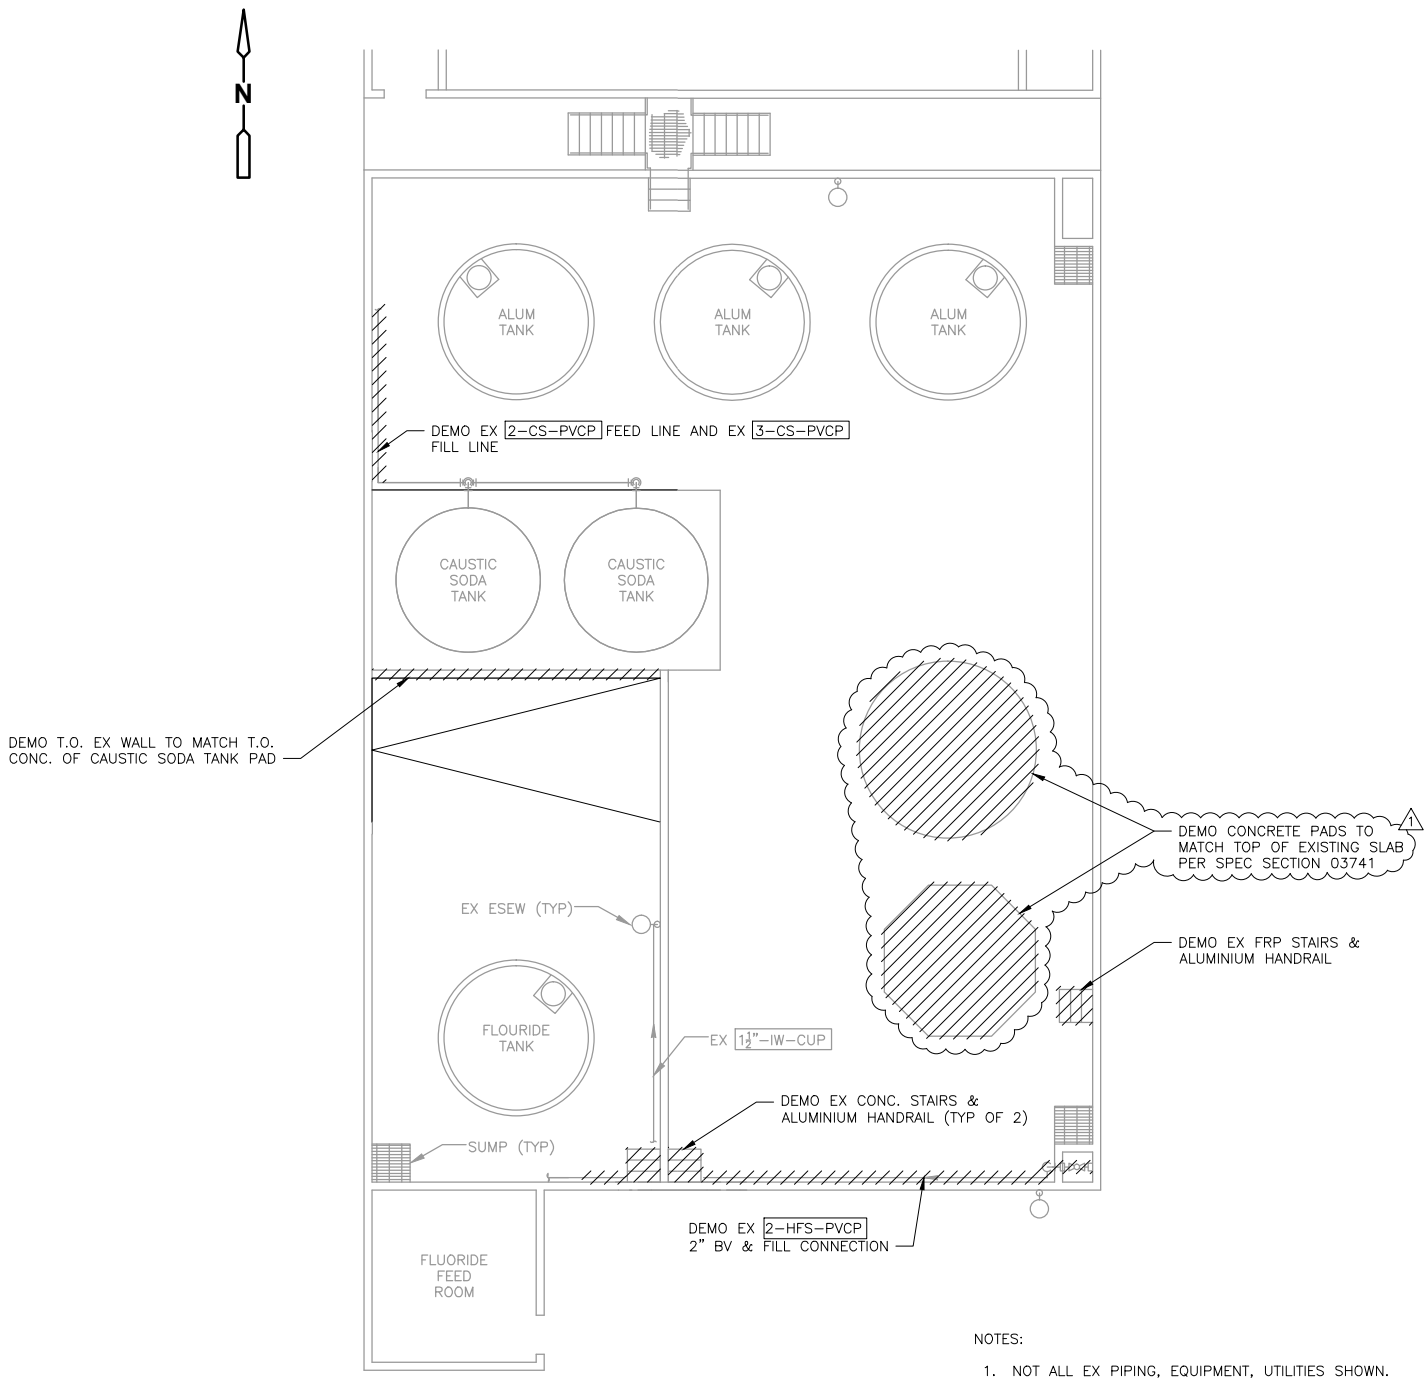 N
ALUM
TANK
ALUM
TANK
ALUM
TANK
DEMO EX 2-CS-PVCP FEED LINE AND EX 3-CS-PVCP
FILL LINE
CAUSTIC
SODA
TANK
CAUSTIC
SODA
TANK
DEMO T.O. EX WALL TO MATCH T.O.
CONC. OF CAUSTIC SODA TANK PAD
1
DEMO CONCRETE PADS TO
MATCH TOP OF EXISTING SLAB
PER SPEC SECTION 03741
EX ESEW (TYP)
DEMO EX FRP STAIRS &
ALUMINIUM HANDRAIL
FLOURIDE
TANK
EX 1½"-IW-CUP
DEMO EX CONC. STAIRS &
ALUMINIUM HANDRAIL (TYP OF 2)
SUMP (TYP)
DEMO EX 2-HFS-PVCP
2" BV & FILL CONNECTION
FLUORIDE
FEED
ROOM
NOTES:
1. NOT ALL EX PIPING, EQUIPMENT, UTILITIES SHOWN.